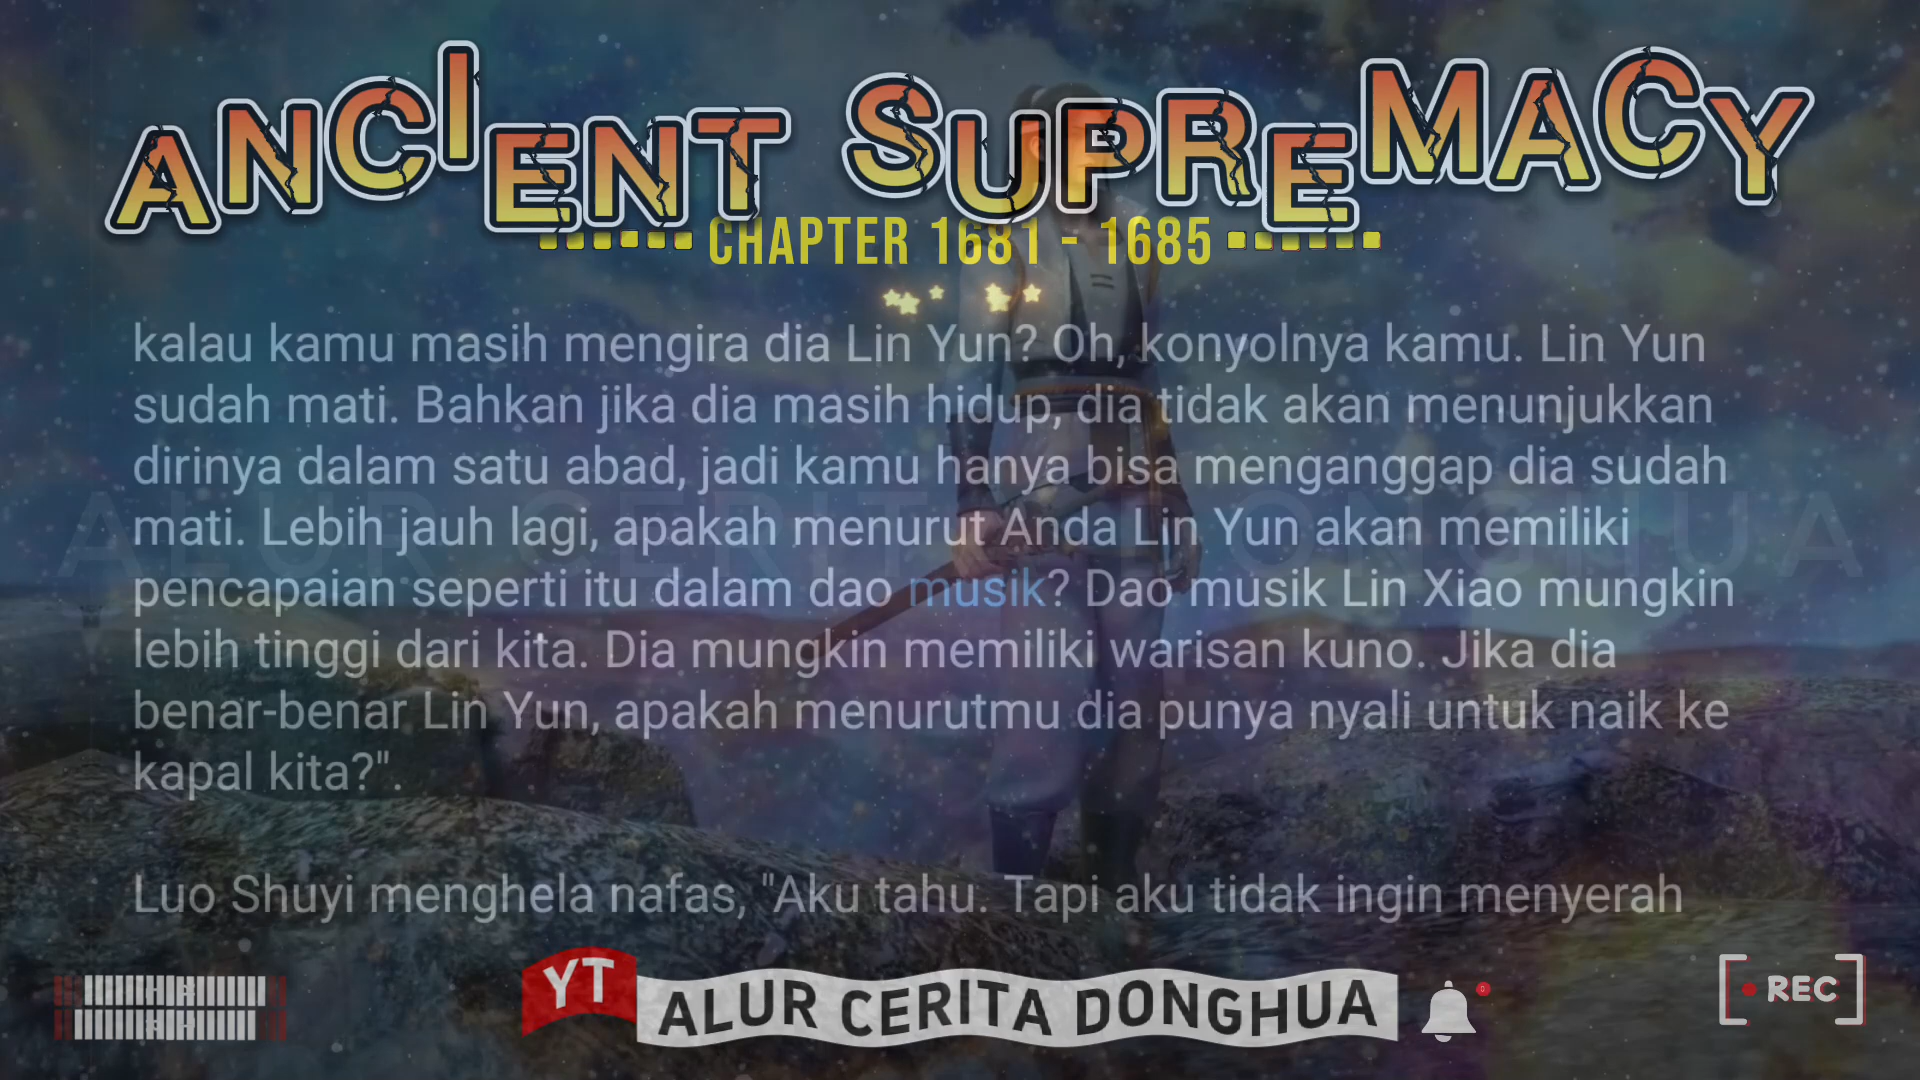 ANCIENT SUPREMACY
CHAPTER 1681 - 1685
kalau kamu masih mengira dia Lin Yun? Oh, konyolnya kamu. Lin Yun
sudah mati. Bahkan jika dia masih hidup, dia tidak akan menunjukkan
dirinya dalam satu abad, jadi kamu hanya bisa menganggap dia sudah
ALUR CERITA DONGHUA
mati. Lebih jauh lagi, apakah menurut Anda Lin Yun akan memiliki
pencapaian seperti itu dalam dao musik? Dao musik Lin Xiao mungkin
lebih tinggi dari kita. Dia mungkin memiliki warisan kuno. Jika dia
benar-benar Lin Yun, apakah menurutmu dia punya nyali untuk naik ke
kapal kita?".
Luo Shuyi menghela nafas, "Aku tahu. Tapi aku tidak ingin menyerah
YT ALUR CERITA DONGHUA
REC